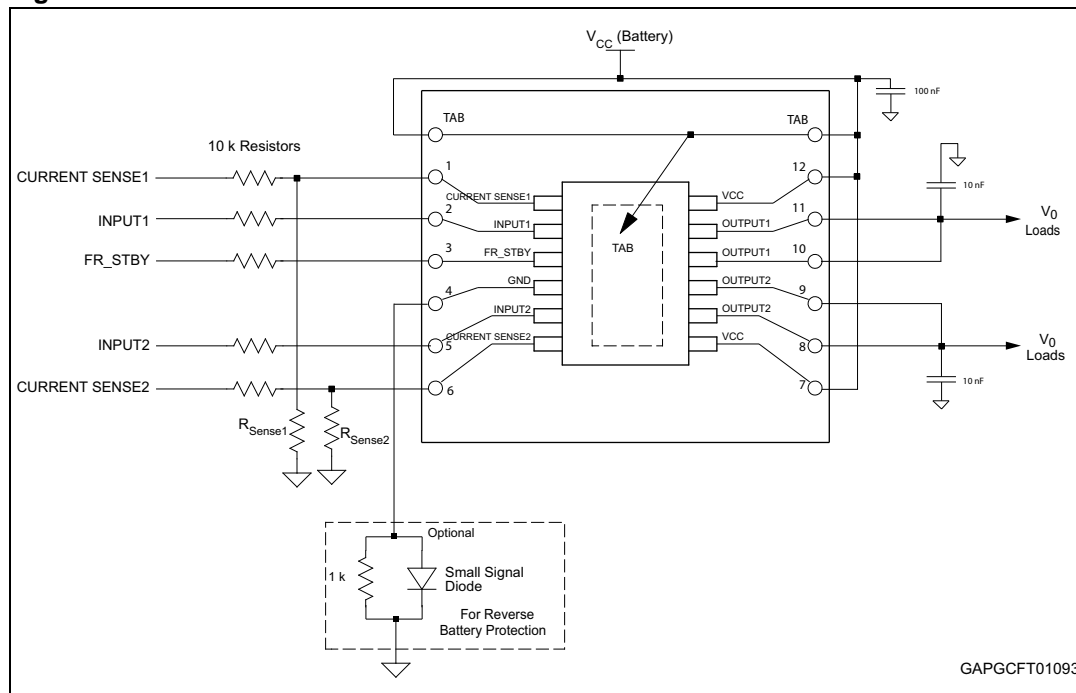 V_CC (Battery)
100 nF
TAB
TAB
10 k Resistors
1
12
10 nF
CURRENT SENSE1
CURRENT SENSE1
VCC
2
11
INPUT1
INPUT1
OUTPUT1
V_0
Loads
3
10
FR_STBY
FR_STBY
TAB
OUTPUT1
4
GND
OUTPUT2
9
INPUT2
INPUT2
OUTPUT2
5
8
V_0
Loads
CURRENT SENSE2
CURRENT SENSE2
VCC
6
7
10 nF
R_Sense1
R_Sense2
Optional
1 k
Small Signal
Diode
For Reverse
Battery Protection
GAPGCFT01093